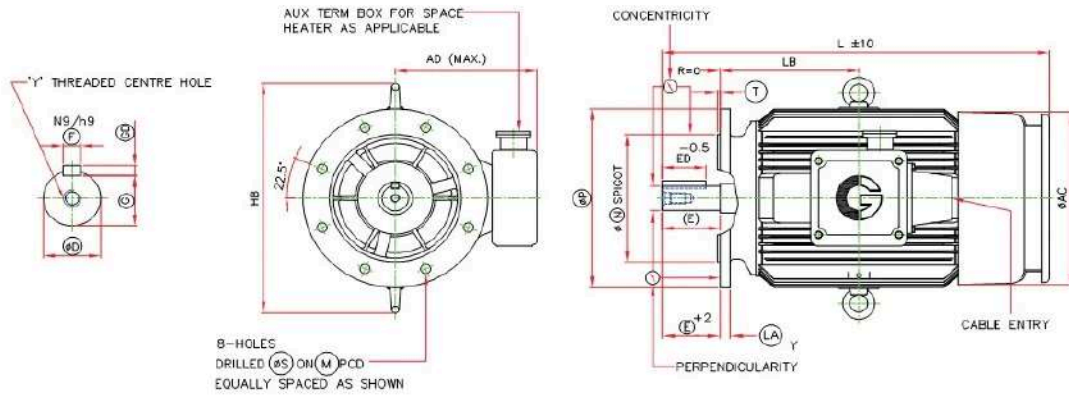 AUX TERM BOX FOR SPACE
HEATER AS APPLICABLE
CONCENTRICITY
L ±10
AD (MAX.)
R=0
LB
T
'Y' THREADED CENTRE HOLE
N9/h9
F
GD
G
øD
22.5°
HB
-0.5
ED
øP
ø N SPIGOT
(E)
G
øAC
E +2
LA
Y
CABLE ENTRY
PERPENDICULARITY
8-HOLES
DRILLED øS ON M PCD
EQUALLY SPACED AS SHOWN